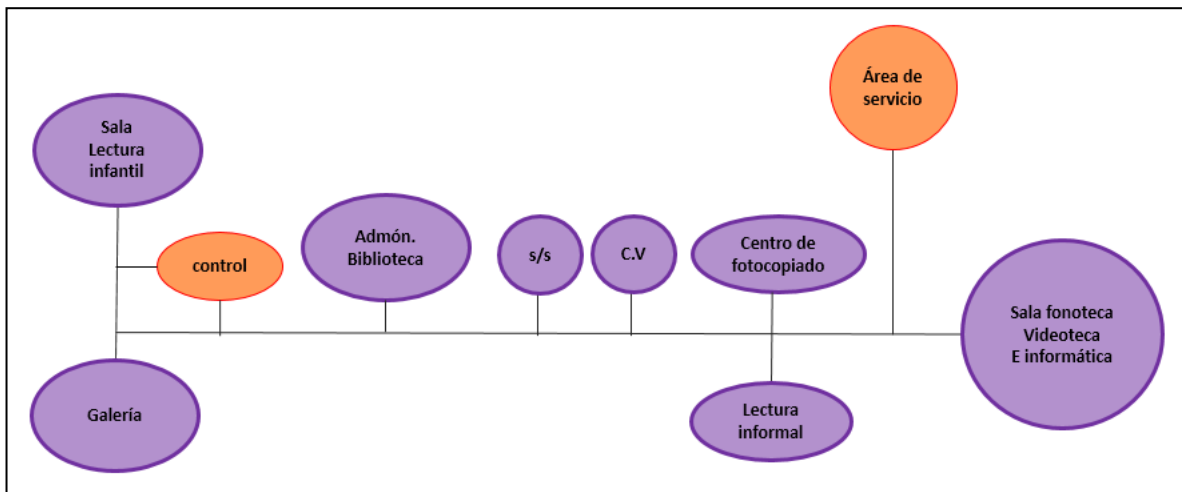 Área de
servicio
Sala
Lectura
infantil
control
Admón.
Biblioteca
s/s
C.V
Centro de
fotocopiado
Sala fonoteca
Videoteca
E informática
Galería
Lectura
informal